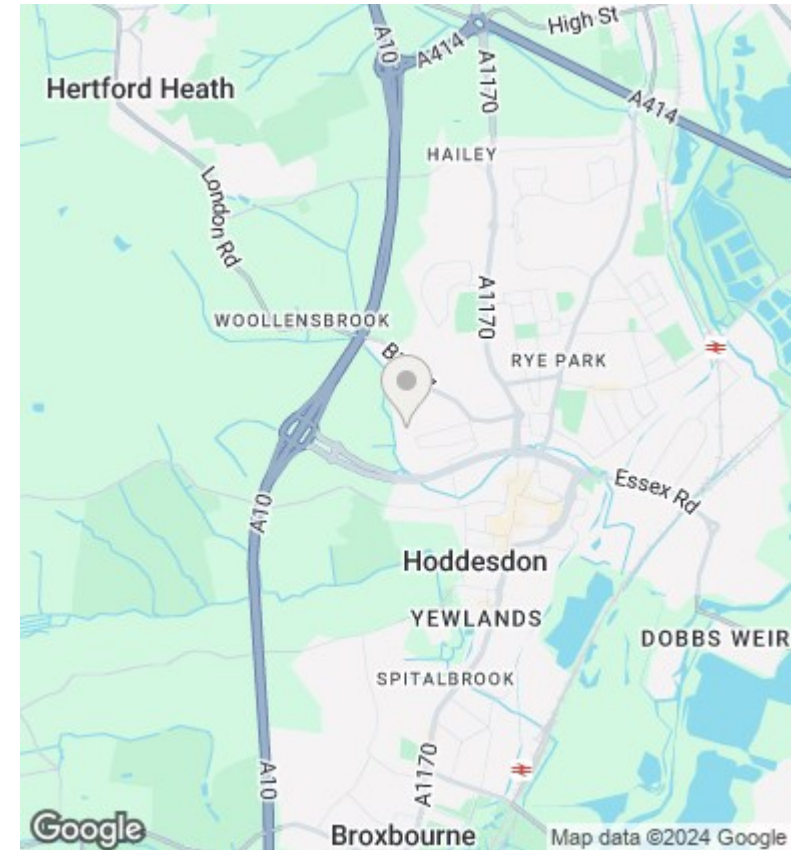 High St
A10
A414
A1170
A414
Hertford Heath
HAILEY
London Rd
A1170
WOOLLENSBROOK
RYE PARK
Essex Rd
A10
Hoddesdon
YEWLANDS
DOBBS WEIR
SPITALBROOK
A1170
A10
Google
Broxbourne
Map data ©2024 Google